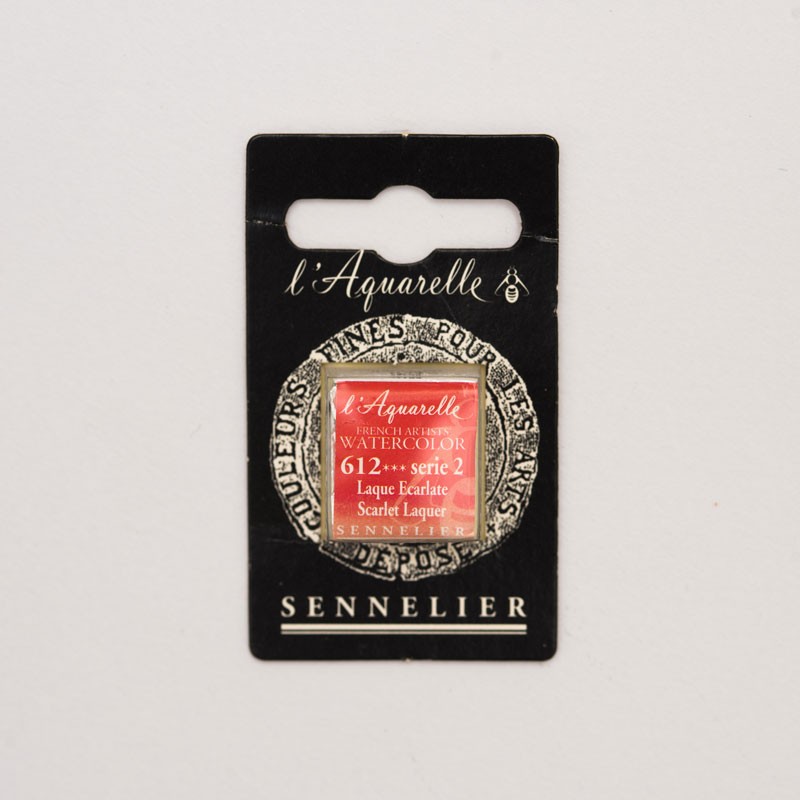 l'Aquarelle
COULEURS FINES POUR LES ARTS
l'Aquarelle
FRENCH ARTISTS
WATERCOLOR
612*** serie 2
Laque Ecarlate
Scarlet Laquer
SENNELIER
DÉPOSÉ
SENNELIER